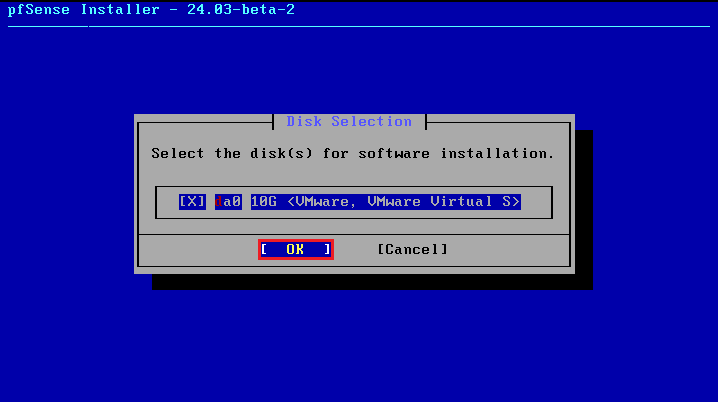 pfSense Installer - 24.03-beta-2
Disk Selection
Select the disk(s) for software installation.
[X] da0 10G <VMware, VMware Virtual S>
[ OK ] [Cancel]